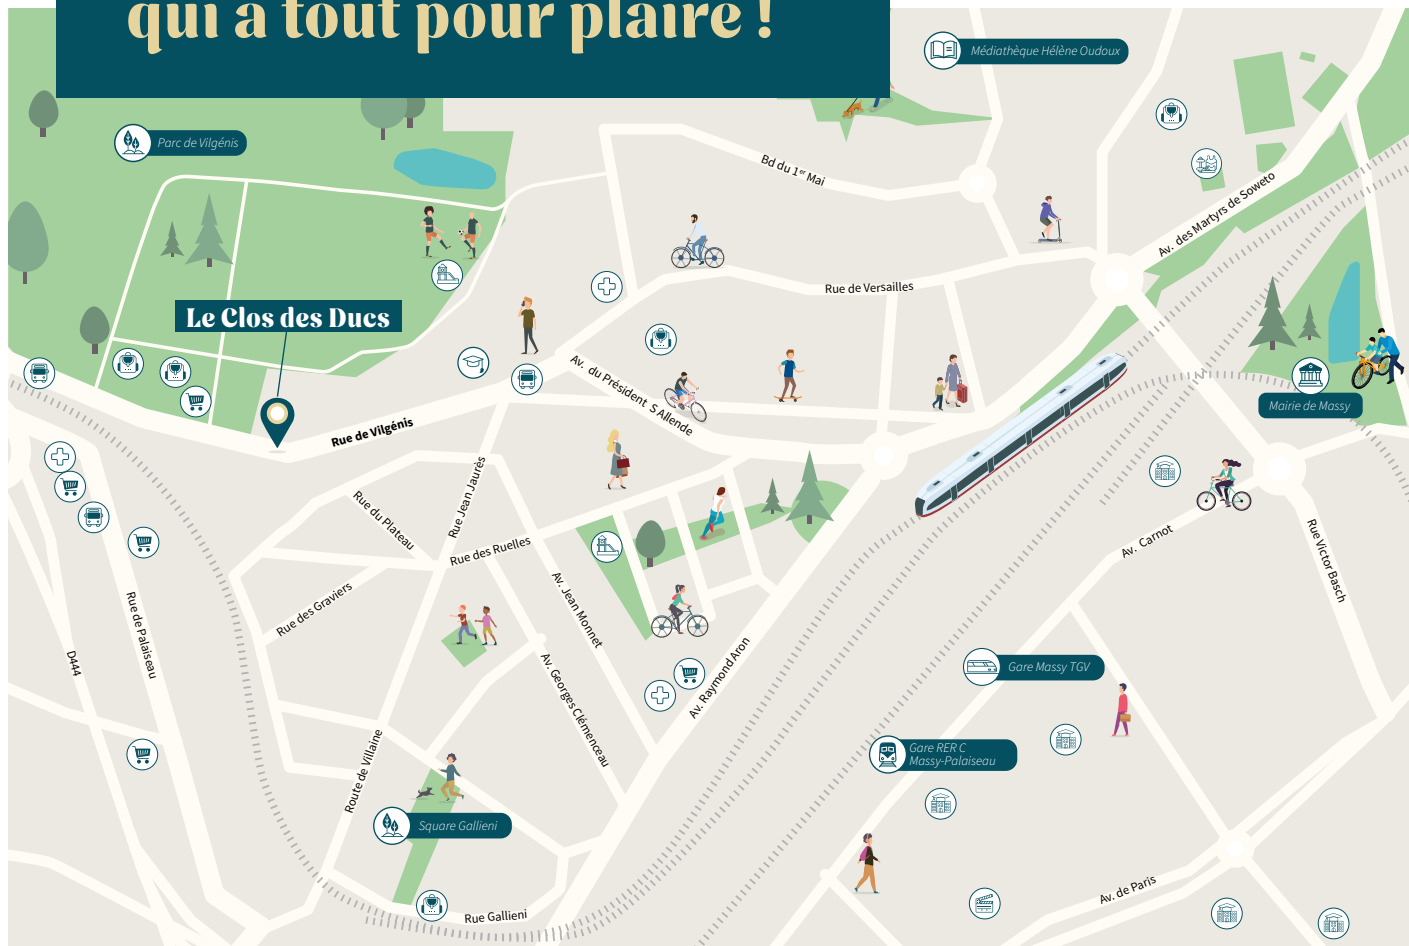 qui a tout pour plaire !
Médiathèque Hélène Oudoux
Parc de Vilgénis
Bd du 1er Mai
Av. des Martyrs de Soweto
Rue de Versailles
Le Clos des Ducs
Av. du Président S Allende
Mairie de Massy
Rue de Vilgénis
Rue Jean Jaurès
Rue du Plateau
Rue des Ruelles
Av. Carnot
Rue Victor Basch
Rue des Graviers
Av. Jean Monnet
Rue de Palaiseau
D444
Av. Georges Clémenceau
Av. Raymond Aron
Gare Massy TGV
Route de Villaine
Gare RER C
Massy-Palaiseau
Square Gallieni
Av. de Paris
Rue Gallieni